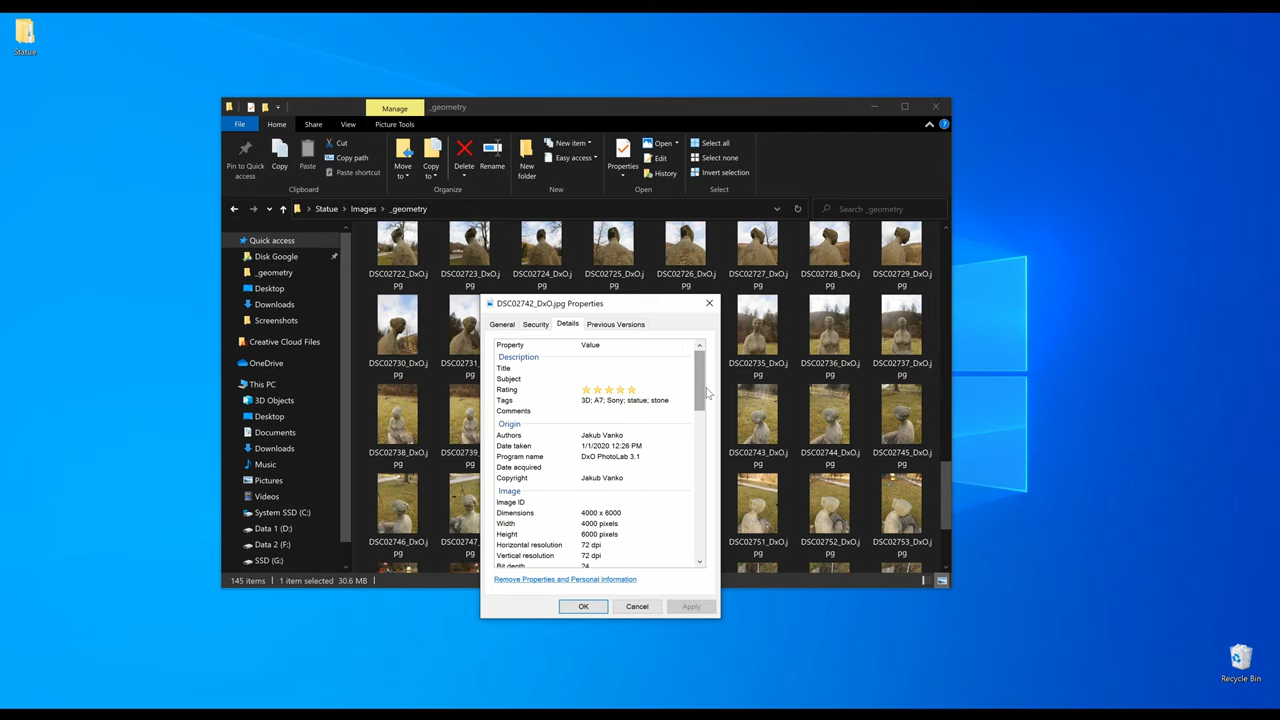 Statue
Manage
_geometry
File
Home
Share
View
Picture Tools
Pin to Quick
access
Copy
Paste
Cut
Copy path
Paste shortcut
Clipboard
Move
to
Copy
to
Delete
Rename
Organize
New
folder
New item
Easy access
New
Properties
Open
Edit
History
Open
Select all
Select none
Invert selection
Select
Statue > Images > _geometry
Search _geometry
Quick access
Disk Google
_geometry
Desktop
Downloads
Screenshots
Creative Cloud Files
OneDrive
This PC
3D Objects
Desktop
Documents
Downloads
Music
Pictures
Videos
System SSD (C:)
Data 1 (D:)
Data 2 (F:)
SSD (G:)
DSC02722_DxO.j
pg
DSC02723_DxO.j
pg
DSC02724_DxO.j
pg
DSC02725_DxO.j
pg
DSC02726_DxO.j
pg
DSC02727_DxO.j
pg
DSC02728_DxO.j
pg
DSC02729_DxO.j
pg
DSC02730_DxO.j
pg
DSC02731_
DSC02735_DxO.j
pg
DSC02736_DxO.j
pg
DSC02737_DxO.j
pg
DSC02738_DxO.j
pg
DSC02739_
DSC02743_DxO.j
pg
DSC02744_DxO.j
pg
DSC02745_DxO.j
pg
DSC02746_DxO.j
pg
DSC02747_
DSC02751_DxO.j
pg
DSC02752_DxO.j
pg
DSC02753_DxO.j
pg
145 items
1 item selected 30.6 MB
DSC02742_DxO.jpg Properties
General
Security
Details
Previous Versions
Property Value
Description
Title
Subject
Rating
Tags 3D; A7; Sony; statue; stone
Comments
Origin
Authors Jakub Vanko
Date taken 1/1/2020 12:26 PM
Program name DxO PhotoLab 3.1
Date acquired
Copyright Jakub Vanko
Image
Image ID
Dimensions 4000 x 6000
Width 4000 pixels
Height 6000 pixels
Horizontal resolution 72 dpi
Vertical resolution 72 dpi
Bit depth 24
Remove Properties and Personal Information
OK
Cancel
Apply
Recycle Bin